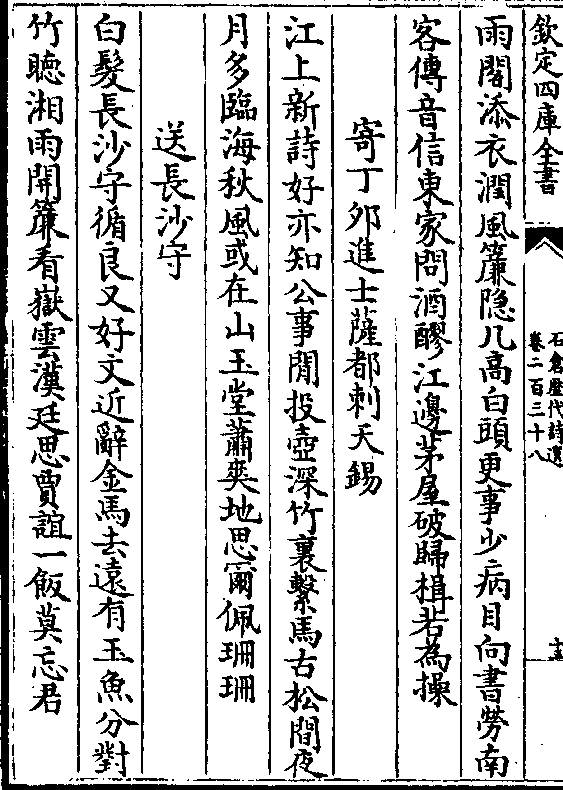 欽定四庫全書
石倉歴代詩選
卷二百三十八
雨閣添衣潤風簾隐几高白頭更事少病目向書勞南
客傳音信東家問酒醪江邊茅屋破歸楫若為操
寄丁夘進士薩都剌天錫
江上新詩好亦知公事閒投壺深竹裏繫馬古松間夜
月多臨海秋風或在山玉堂蕭爽地思爾佩珊珊
送長沙守
白髮長沙守循良又好文近辭金馬去遠有玉魚分對
竹聴湘雨開簾看嶽雲漢廷思賈誼一飯莫忘君